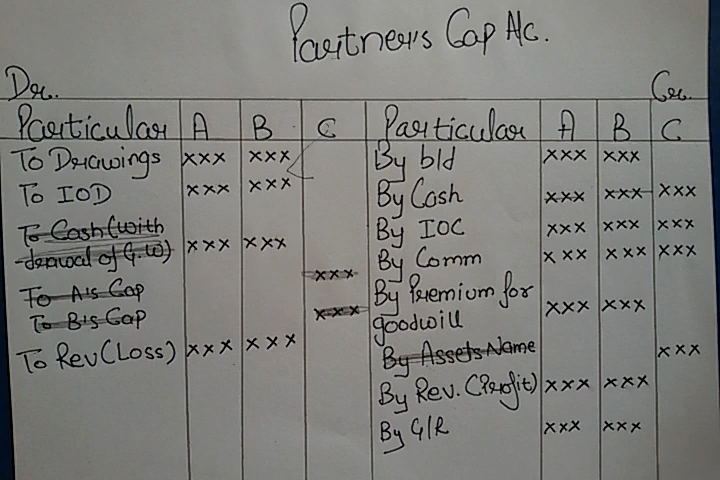 Partner's Cap A/c.
Dr. Cr.
Particular A B C Particular A B C
To Drawings xxx xxx By b/d xxx xxx
To IOD xxx xxx By Cash xxx xxx xxx
To Cash (with By IOC xxx xxx xxx
derawal of G.W) xxx xxx By Comm xxx xxx xxx
To A's Cap xxx By Premium for
To B's Cap xxx goodwill xxx xxx
To Rev (Loss) xxx xxx By Assets Name xxx
By Rev. (Profit) xxx xxx
By G/R xxx xxx